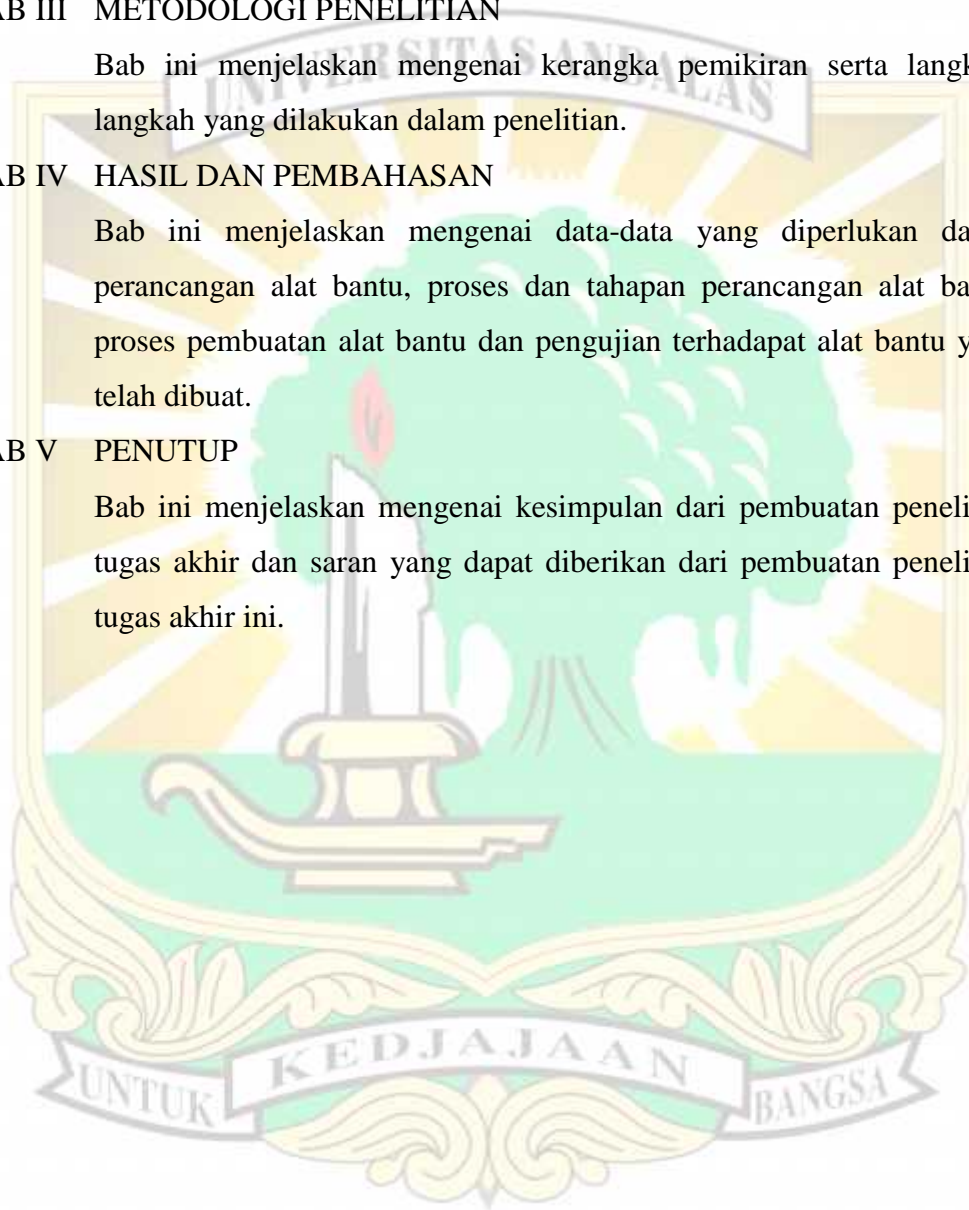 AB III METODOLOGI PENELITIAN
UNIVERSITAS ANDALAS
Bab ini menjelaskan mengenai kerangka pemikiran serta langk
langkah yang dilakukan dalam penelitian.
AB IV HASIL DAN PEMBAHASAN
Bab ini menjelaskan mengenai data-data yang diperlukan da
perancangan alat bantu, proses dan tahapan perancangan alat ba
proses pembuatan alat bantu dan pengujian terhadapat alat bantu y
telah dibuat.
AB V PENUTUP
Bab ini menjelaskan mengenai kesimpulan dari pembuatan peneli
tugas akhir dan saran yang dapat diberikan dari pembuatan peneli
tugas akhir ini.
UNTUK KEDJAJAAN BANGSA